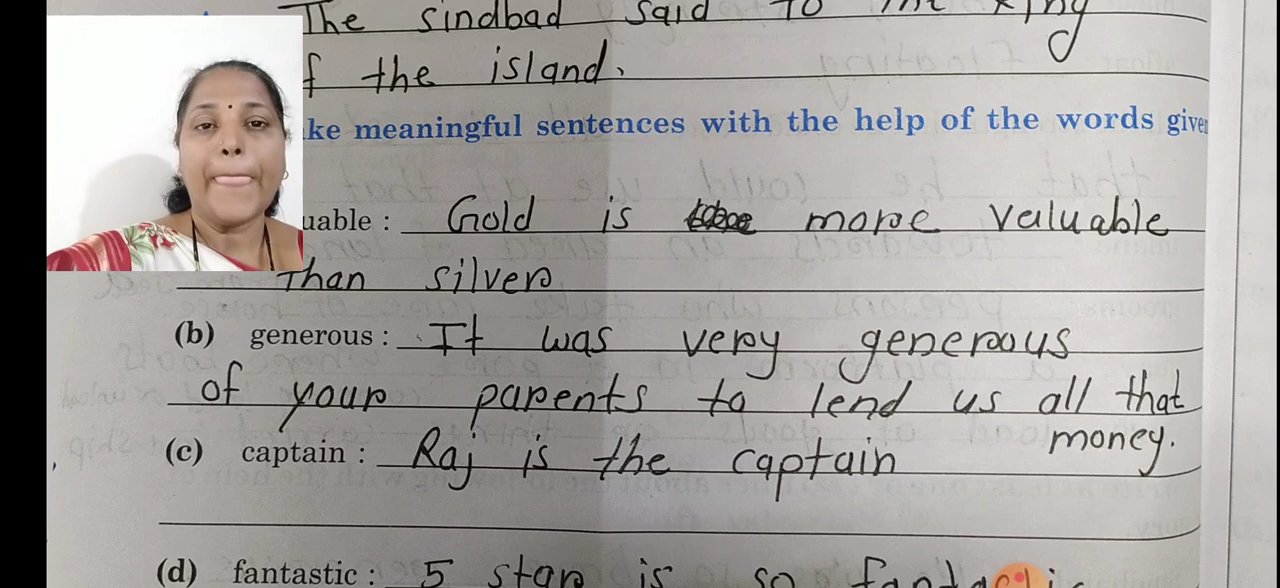 The sindbad said to the king
f the island.
ke meaningful sentences with the help of the words given
uable : Gold is more valuable
Than silver
(b) generous : It was very generous
of your parents to lend us all that
money.
(c) captain : Raj is the captain
(d) fantastic : 5 star is so fantastic